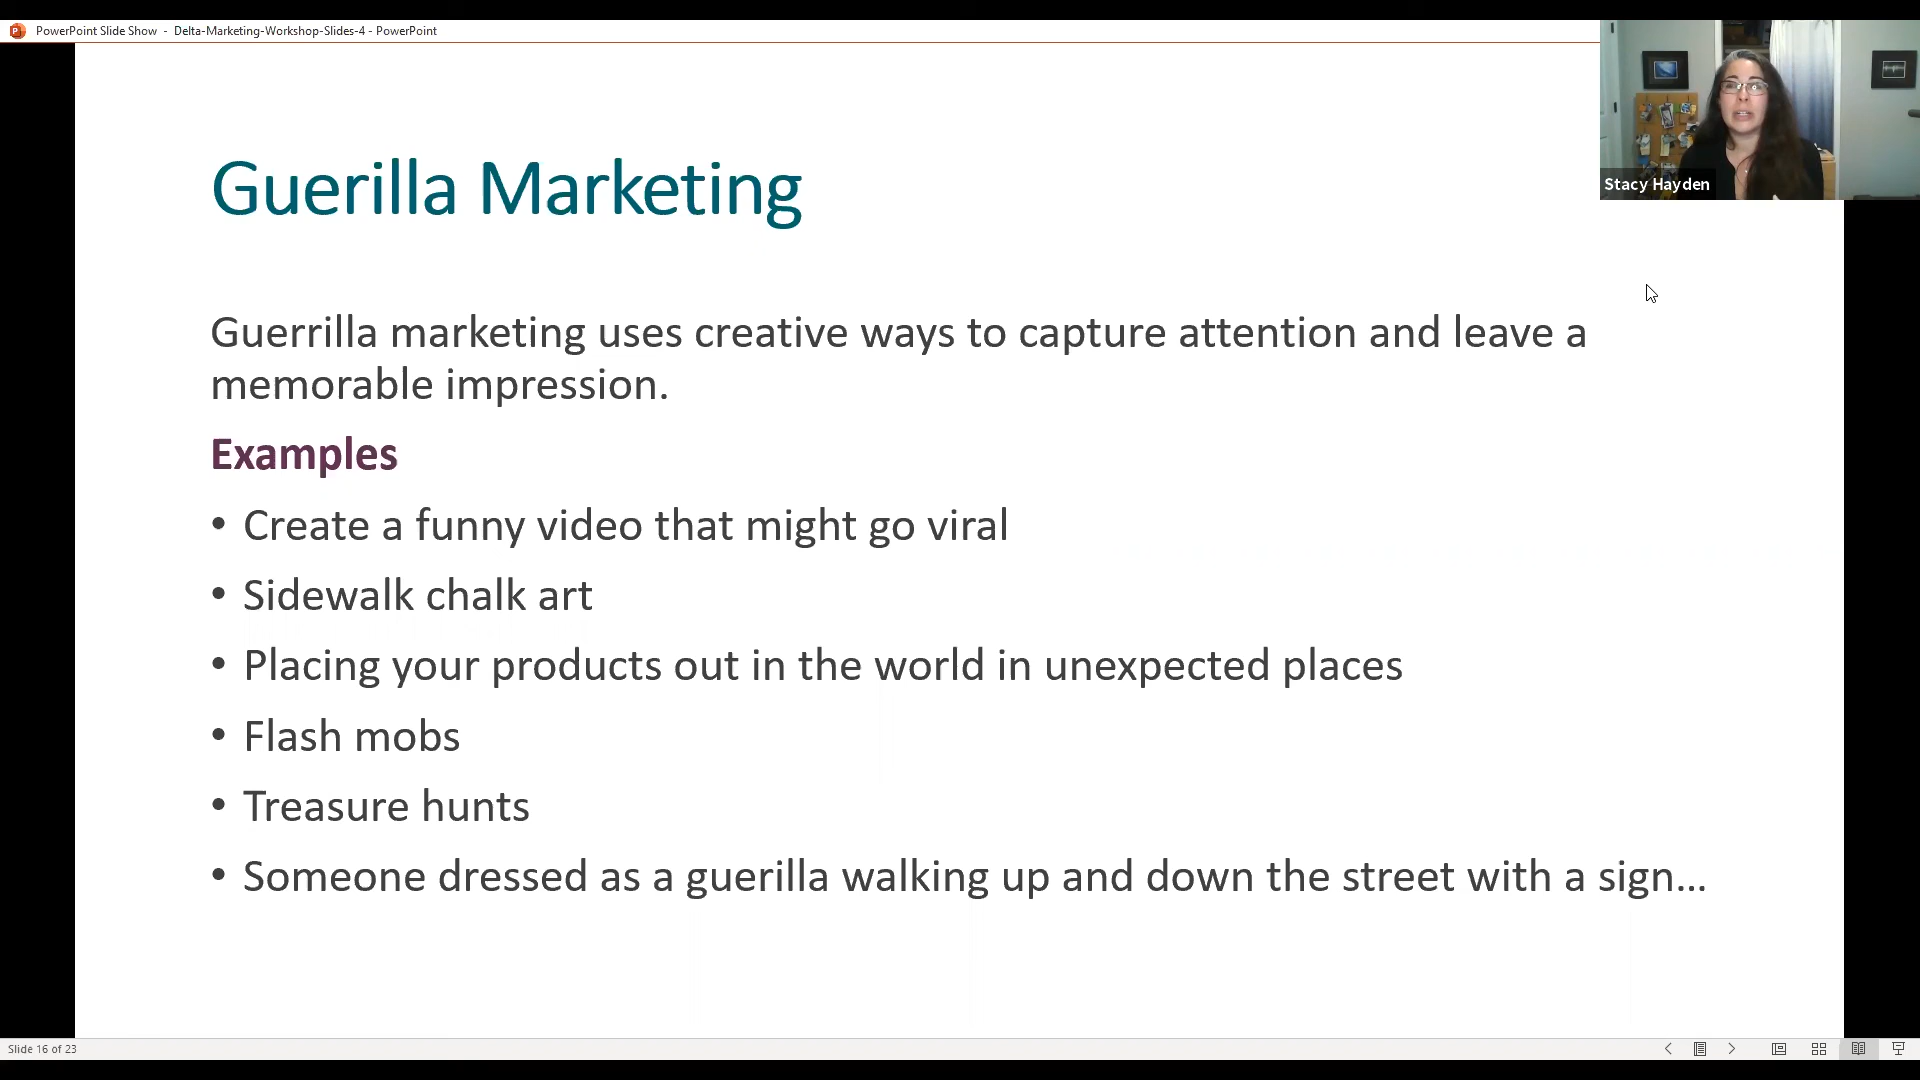 PowerPoint Slide Show - Delta-Marketing-Workshop-Slides-4 - PowerPoint
Stacy Hayden
Guerilla Marketing
Guerrilla marketing uses creative ways to capture attention and leave a
memorable impression.
Examples
• Create a funny video that might go viral
• Sidewalk chalk art
• Placing your products out in the world in unexpected places
• Flash mobs
• Treasure hunts
• Someone dressed as a guerilla walking up and down the street with a sign...
Slide 16 of 23